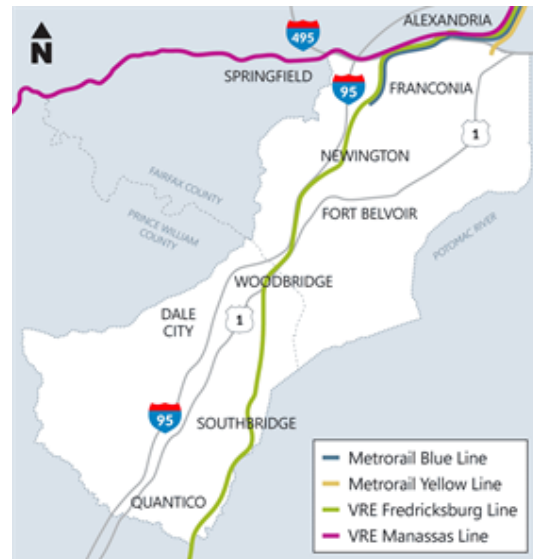 ALEXANDRIA
N
495
SPRINGFIELD
95
FRANCONIA
1
NEWINGTON
FAIRFAX COUNTY
PRINCE WILLIAM
COUNTY
FORT BELVOIR
POTOMAC RIVER
WOODBRIDGE
DALE
CITY
1
95
SOUTHBRIDGE
QUANTICO
Metrorail Blue Line
Metrorail Yellow Line
VRE Fredricksburg Line
VRE Manassas Line